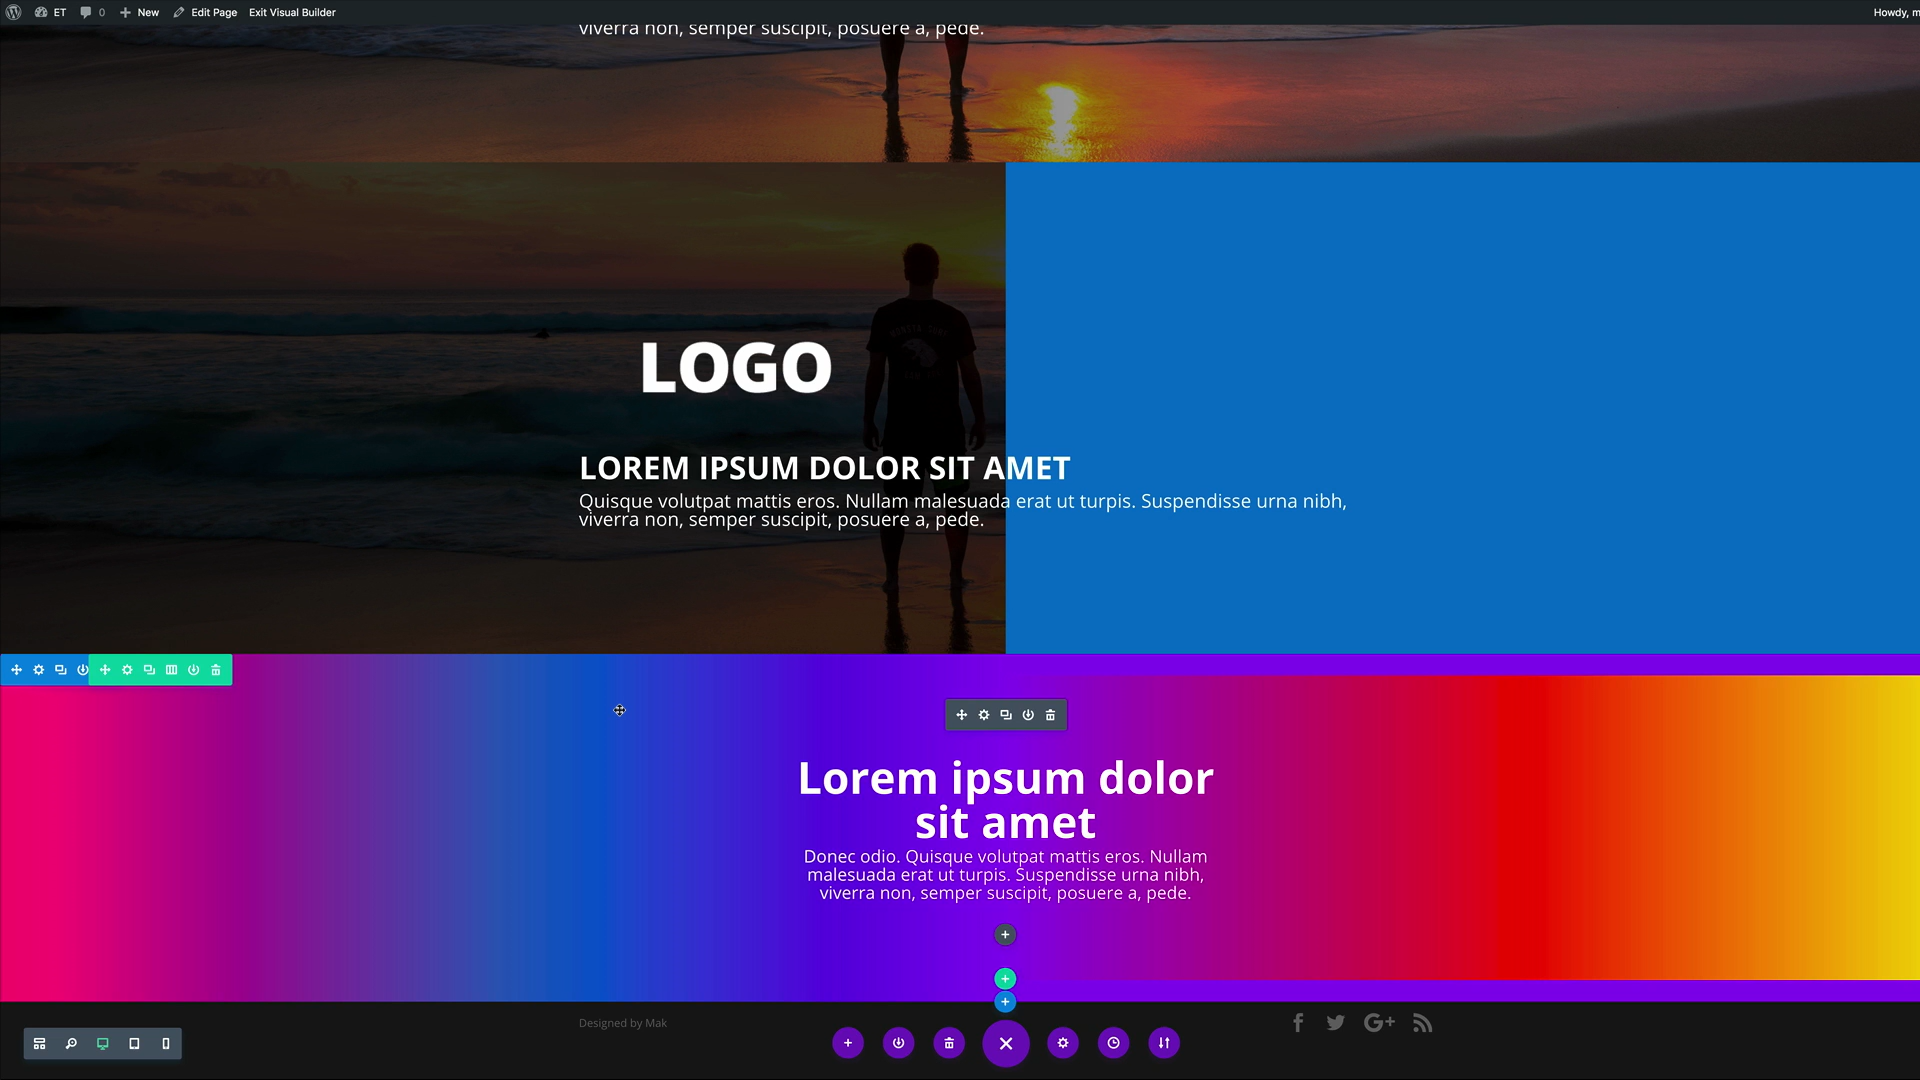 ET
0
New
Edit Page
Exit Visual Builder
Howdy, m
viverra non, semper suscipit, posuere a, pede.
LOGO
LOREM IPSUM DOLOR SIT AMET
Quisque volutpat mattis eros. Nullam malesuada erat ut turpis. Suspendisse urna nibh,
viverra non, semper suscipit, posuere a, pede.
Lorem ipsum dolor
sit amet
Donec odio. Quisque volutpat mattis eros. Nullam
malesuada erat ut turpis. Suspendisse urna nibh,
viverra non, semper suscipit, posuere a, pede.
Designed by Mak